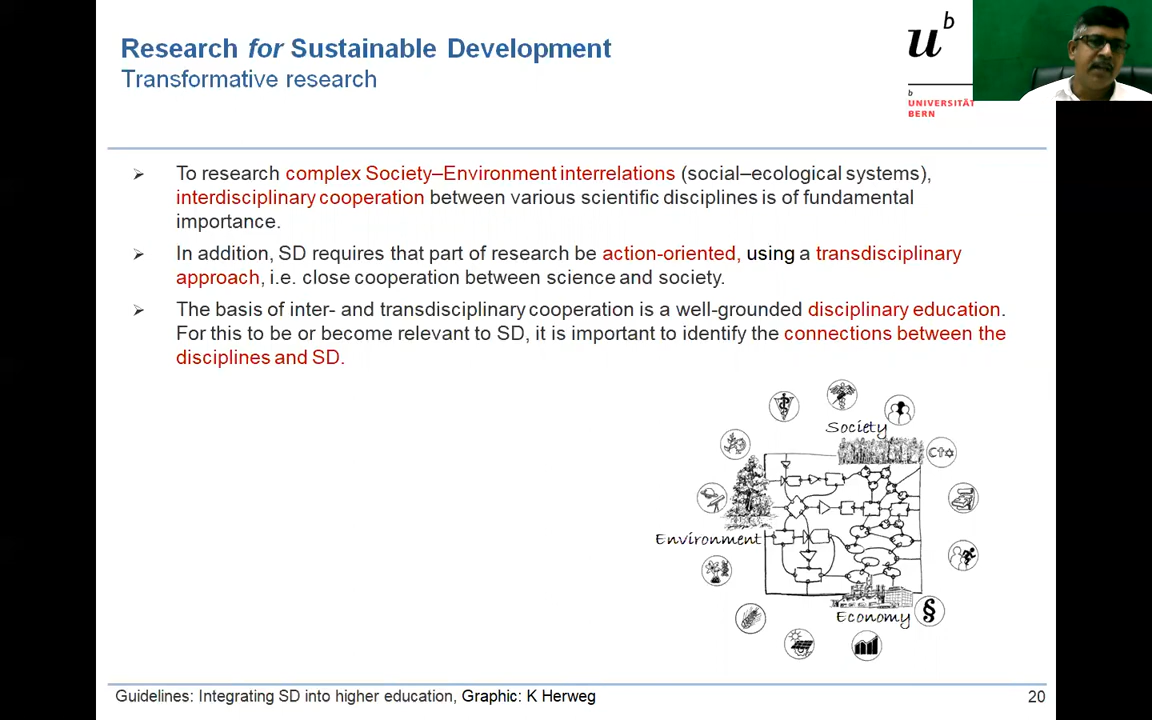 Research for Sustainable Development
Transformative research
u
b
b
UNIVERSITÄT
BERN
➢ To research complex Society–Environment interrelations (social–ecological systems),
interdisciplinary cooperation between various scientific disciplines is of fundamental
importance.
➢ In addition, SD requires that part of research be action-oriented, using a transdisciplinary
approach, i.e. close cooperation between science and society.
➢ The basis of inter- and transdisciplinary cooperation is a well-grounded disciplinary education.
For this to be or become relevant to SD, it is important to identify the connections between the
disciplines and SD.
Society
Environment
Economy
§
Guidelines: Integrating SD into higher education, Graphic: K Herweg
20